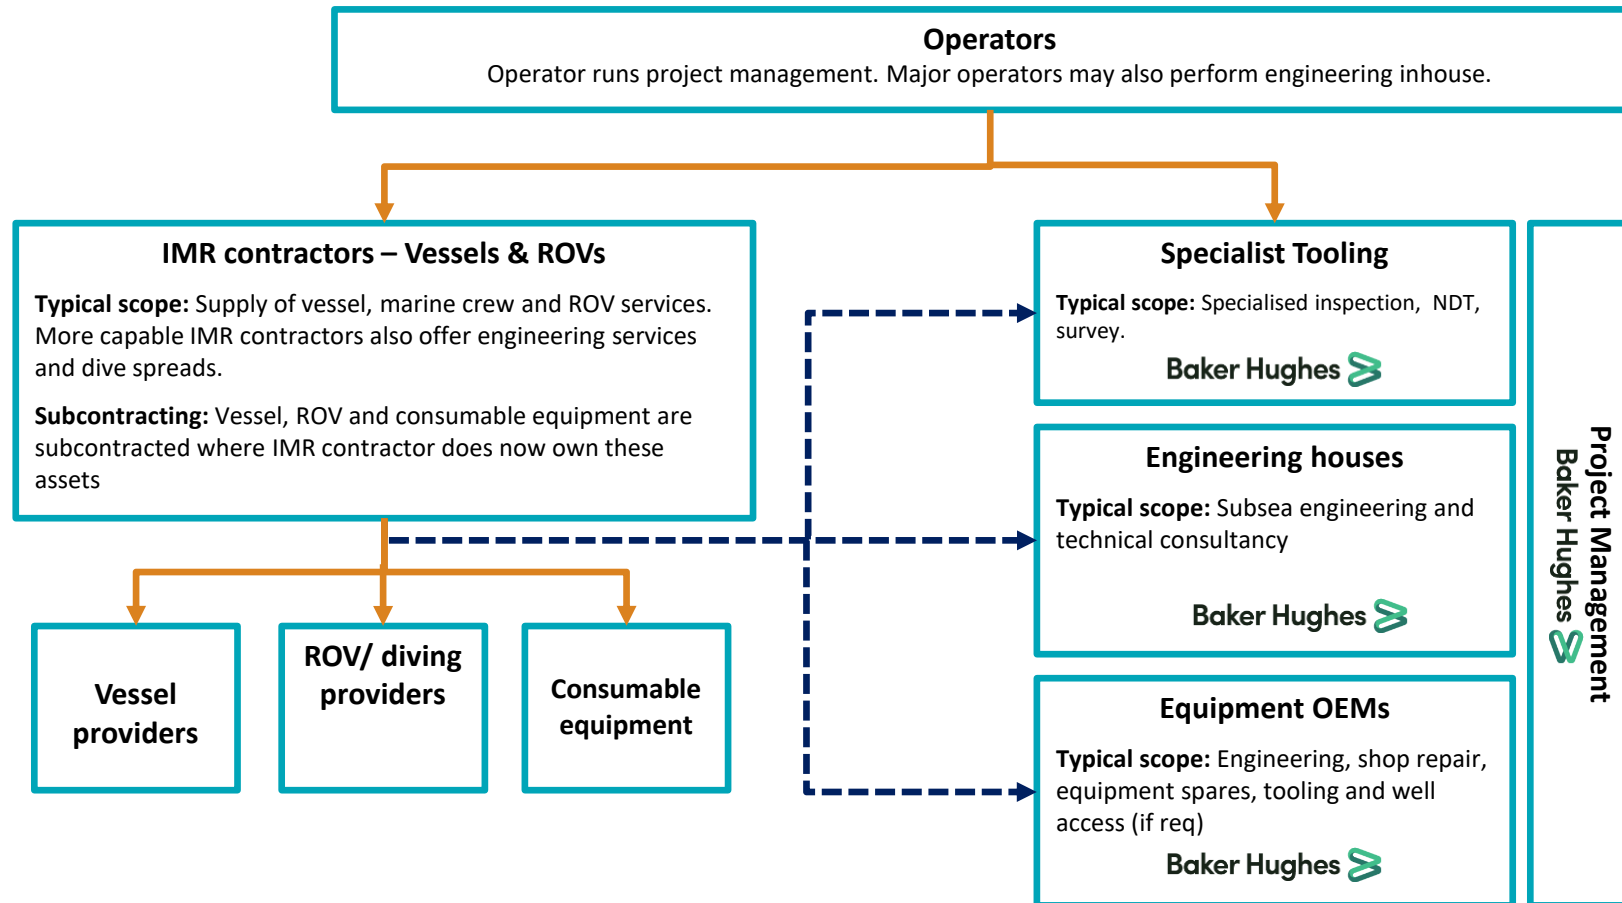 Operators
Operator runs project management. Major operators may also perform engineering inhouse.
IMR contractors – Vessels & ROVs
Typical scope: Supply of vessel, marine crew and ROV services.
More capable IMR contractors also offer engineering services
and dive spreads.
Subcontracting: Vessel, ROV and consumable equipment are
subcontracted where IMR contractor does now own these
assets
Vessel
providers
ROV/ diving
providers
Consumable
equipment
Specialist Tooling
Typical scope: Specialised inspection, NDT,
survey.
Baker Hughes
Engineering houses
Typical scope: Subsea engineering and
technical consultancy
Baker Hughes
Equipment OEMs
Typical scope: Engineering, shop repair,
equipment spares, tooling and well
access (if req)
Baker Hughes
Project Management
Baker Hughes